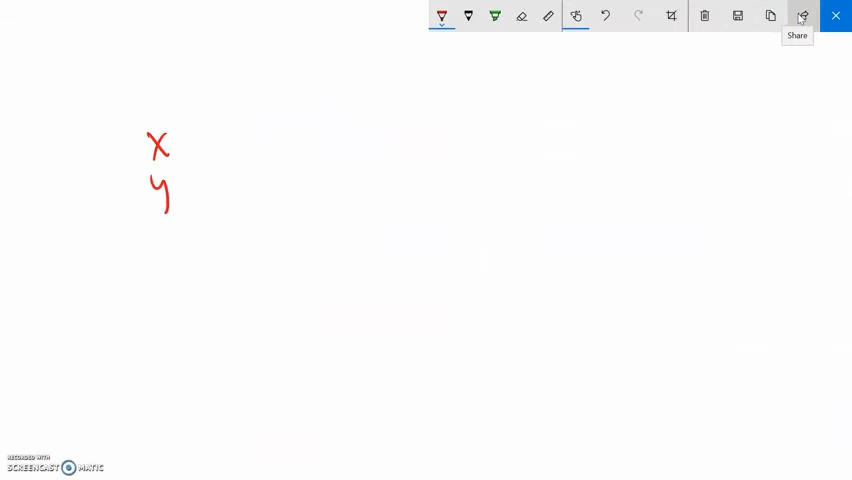 Share
x
y
RECORDED WITH
SCREENCAST MATIC